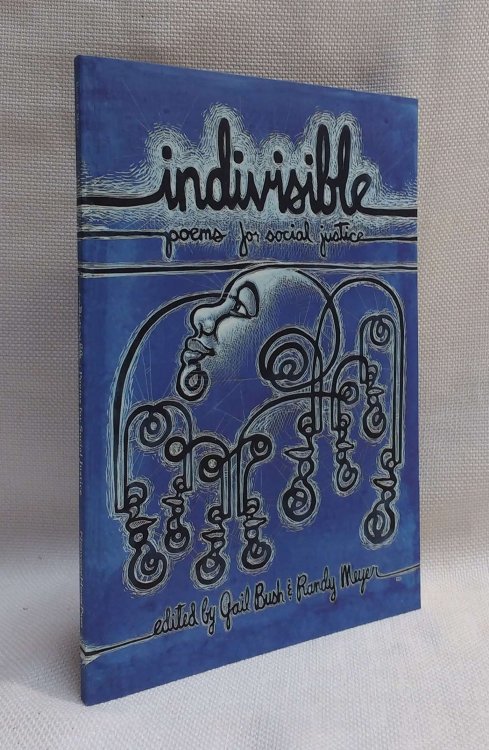 indivisible
poems for social justice
edited by Gail Bush & Randy Meyer